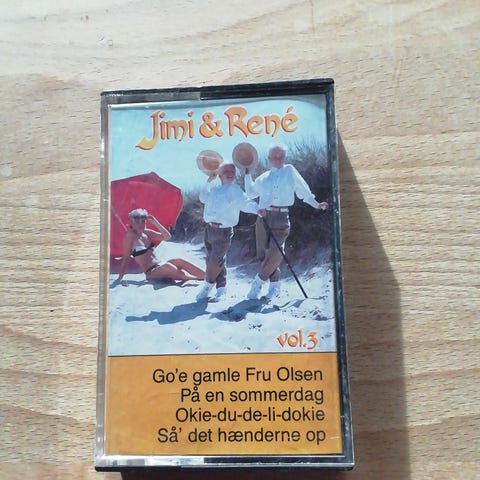 Jimi & René
vol.3
Go'e gamle Fru Olsen
På en sommerdag
Okie-du-de-li-dokie
Så' det hænderne op